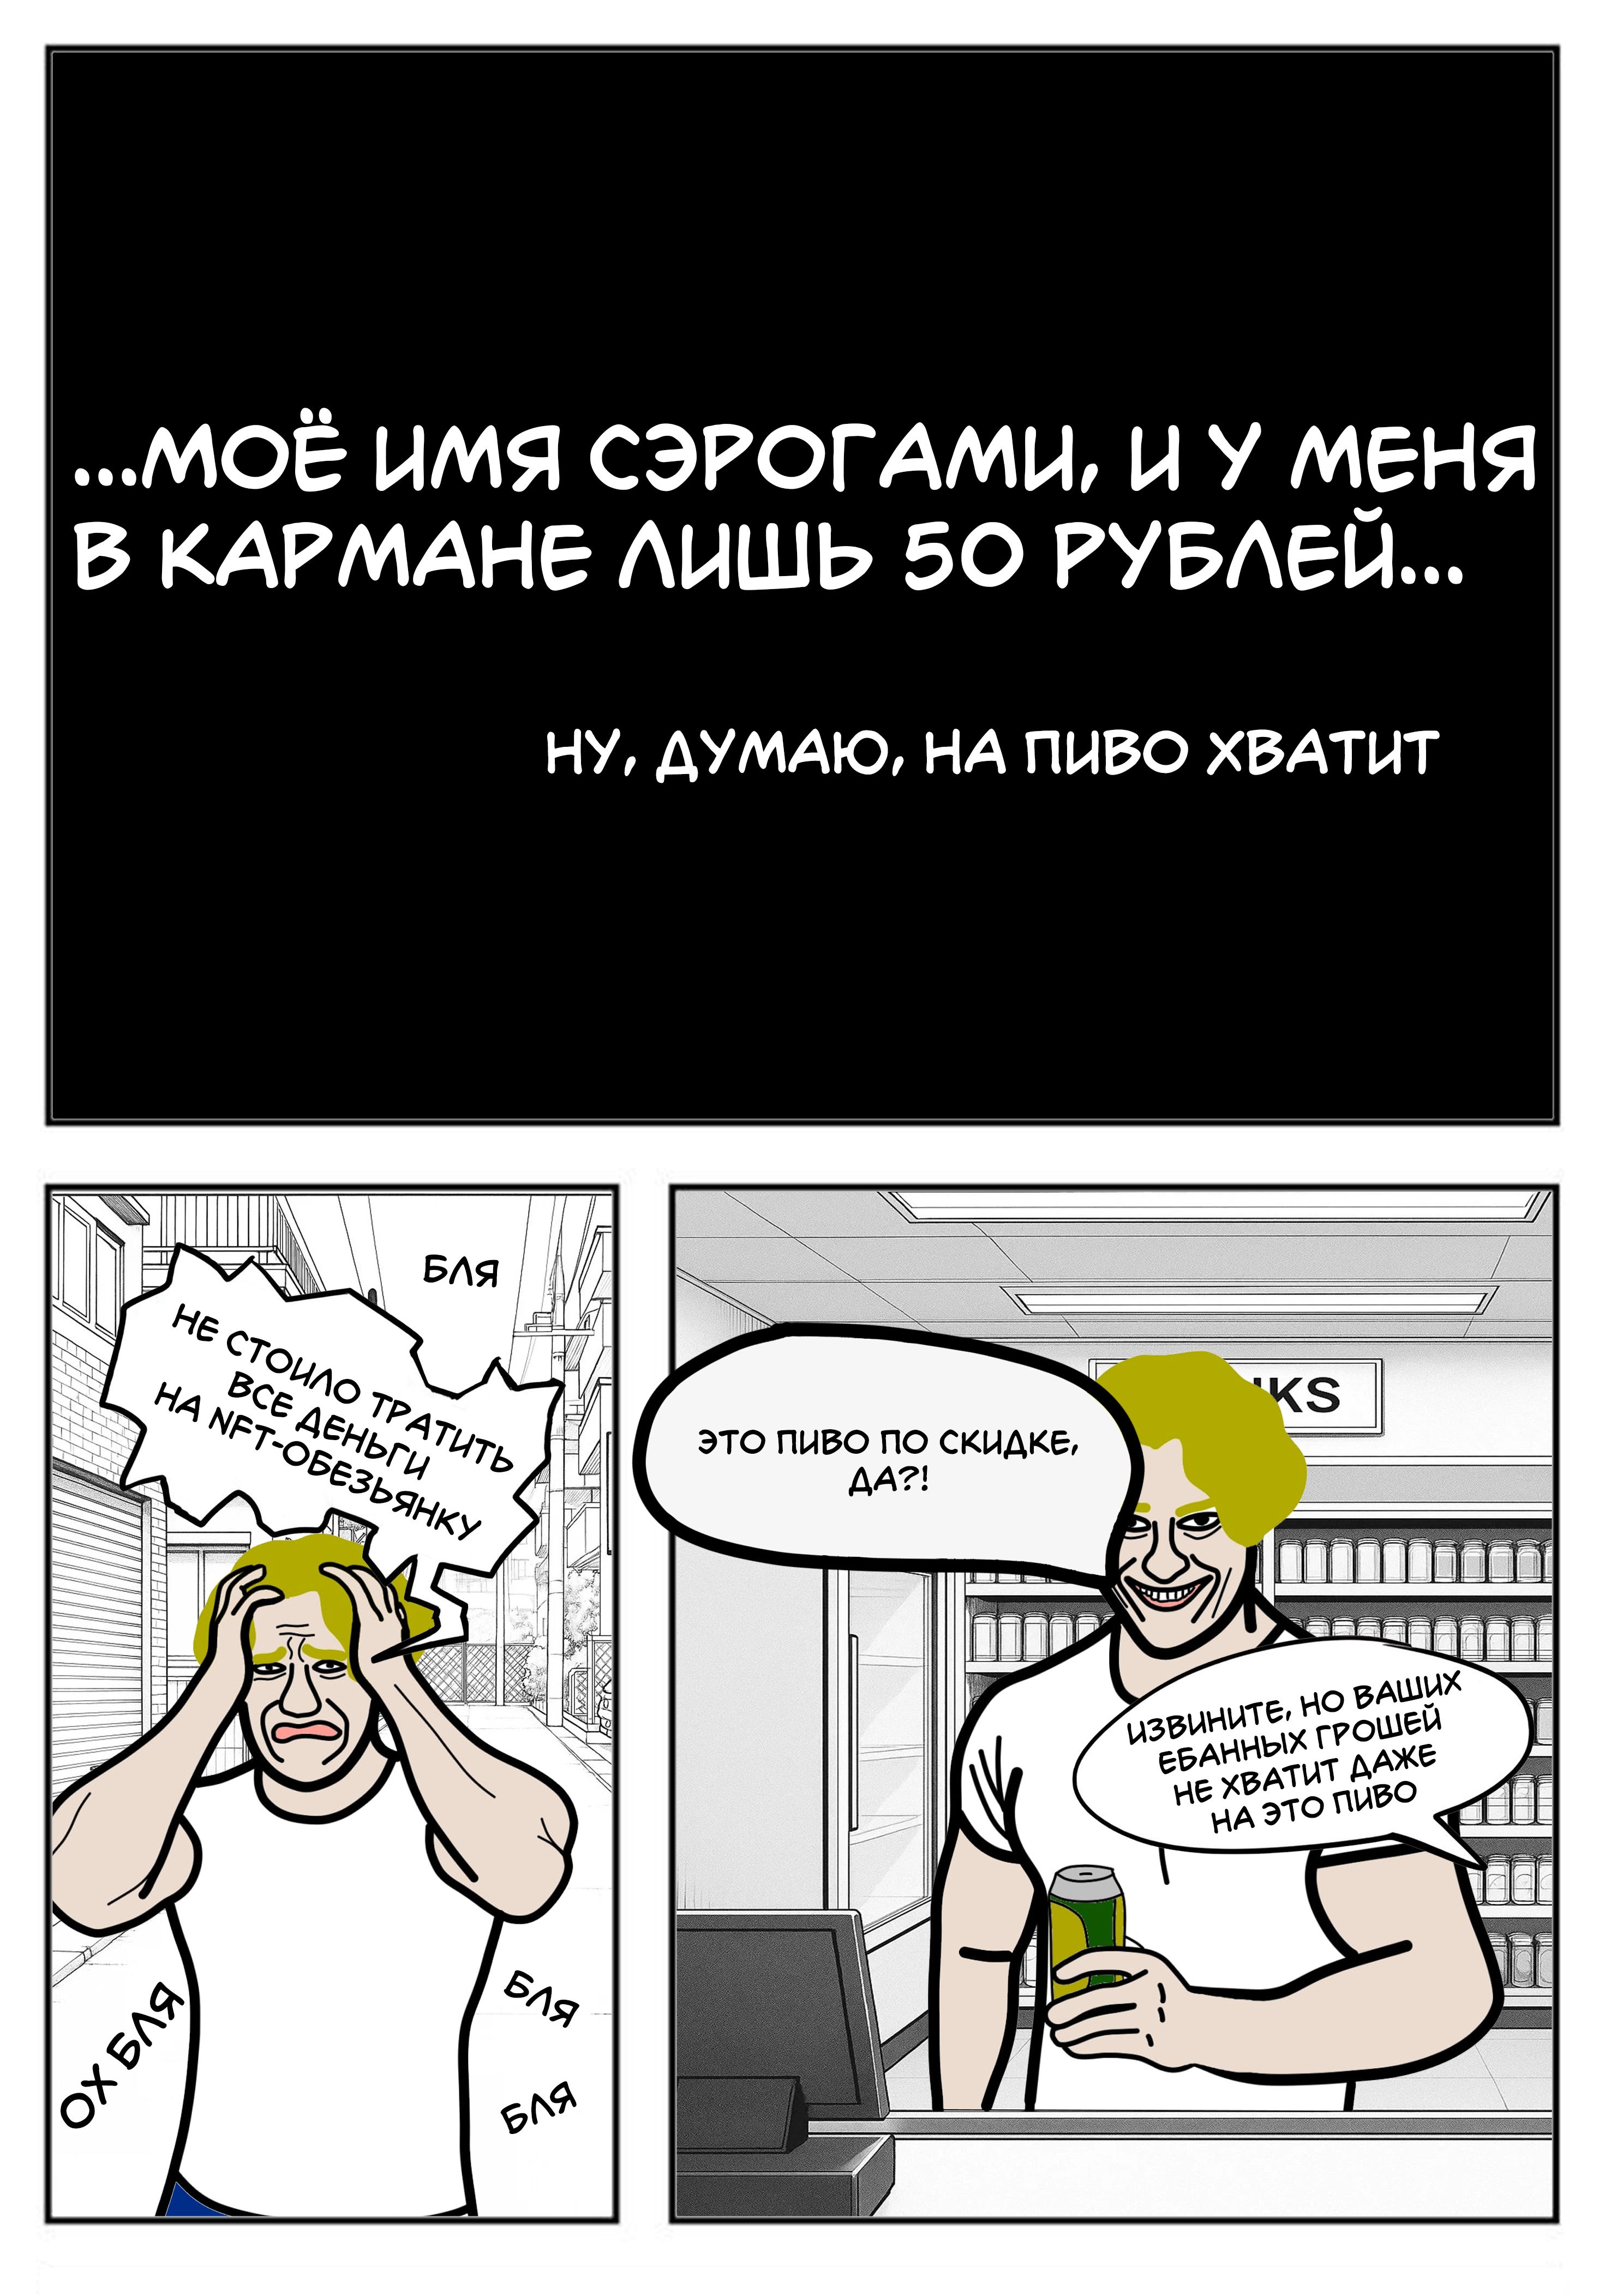 ...МОЁ ИМЯ СЭРОГАМИ, И У МЕНЯ
В КАРМАНЕ ЛИШЬ 50 РУБЛЕЙ...
НУ, ДУМАЮ, НА ПИВО ХВАТИТ
БЛЯ
НЕ СТОИЛО ТРАТИТЬ
ВСЕ ДЕНЬГИ
НА NFT-ОБЕЗЬЯНКУ
ОХ БЛЯ
БЛЯ
БЛЯ
ЭТО ПИВО ПО СКИДКЕ,
ДА?!
ИЗВИНИТЕ, НО ВАШИХ
ЕБАННЫХ ГРОШЕЙ
НЕ ХВАТИТ ДАЖЕ
НА ЭТО ПИВО